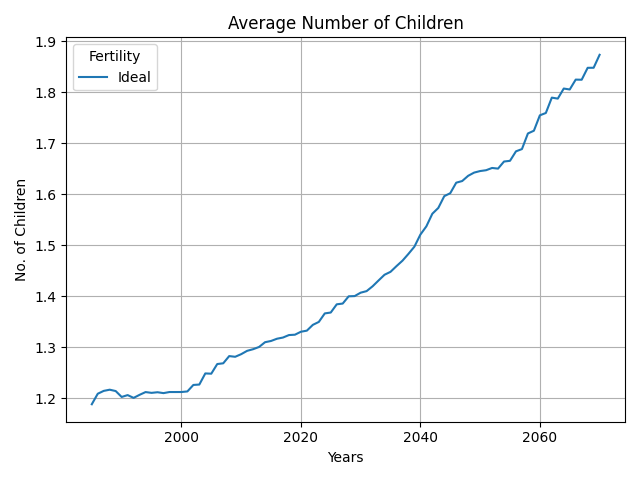 Average Number of Children
Fertility
Ideal
No. of Children
1.9
1.8
1.7
1.6
1.5
1.4
1.3
1.2
2000 2020 2040 2060
Years